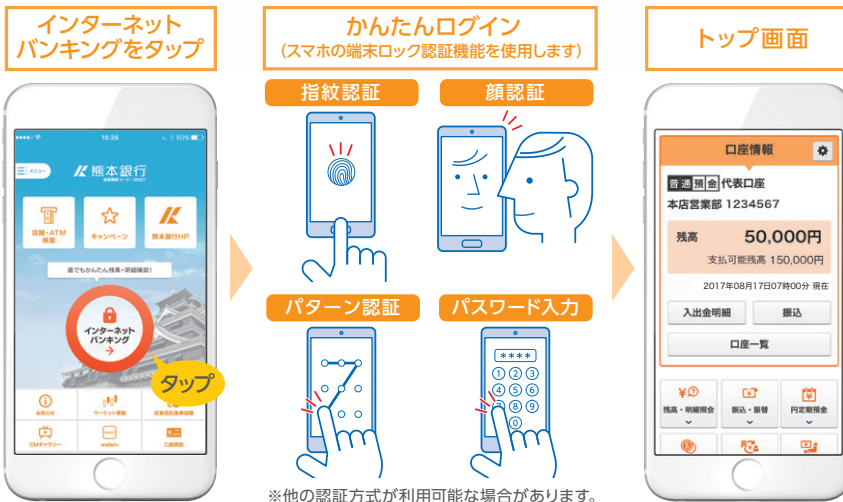 インターネット
バンキングをタップ
15:26
50%
メニュー
熊本銀行
店舗・ATM
検索
キャンペーン
熊本銀行HP
誰でもかんたん残高・明細確認！
インターネット
バンキング
タップ
お知らせ
マーケット情報
CMギャラリー
wallet+
口座開設
かんたんログイン
(スマホの端末ロック認証機能を使用します)
指紋認証
顔認証
パターン認証
パスワード入力
****
①②③
④⑤⑥
⑧⑨
⓪
※他の認証方式が利用可能な場合があります。
トップ画面
口座情報
普通預金 代表口座
本店営業部 1234567
残高 50,000円
支払可能残高 150,000円
2017年08月17日07時00分 現在
入出金明細 振込
口座一覧
残高・明細照会 振込・振替 円定期預金